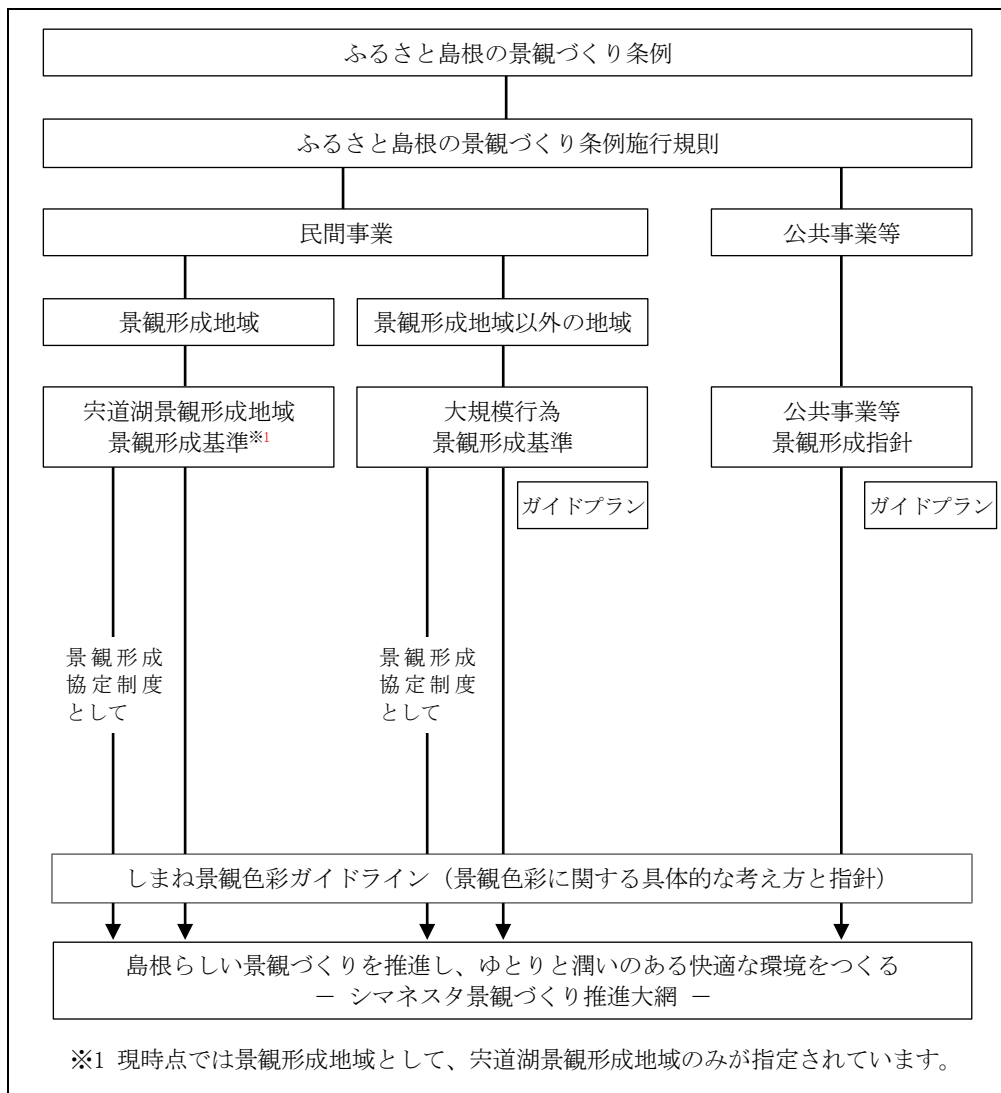 ふるさと島根の景観づくり条例
ふるさと島根の景観づくり条例施行規則
民間事業
公共事業等
景観形成地域
景観形成地域以外の地域
宍道湖景観形成地域
景観形成基準※1
大規模行為
景観形成基準
公共事業等
景観形成指針
ガイドプラン
ガイドプラン
景観形成
協定制度
として
景観形成
協定制度
として
しまね景観色彩ガイドライン（景観色彩に関する具体的な考え方と指針）
島根らしい景観づくりを推進し、ゆとりと潤いのある快適な環境をつくる
－ シマネスタ景観づくり推進大綱 －
※1 現時点では景観形成地域として、宍道湖景観形成地域のみが指定されています。